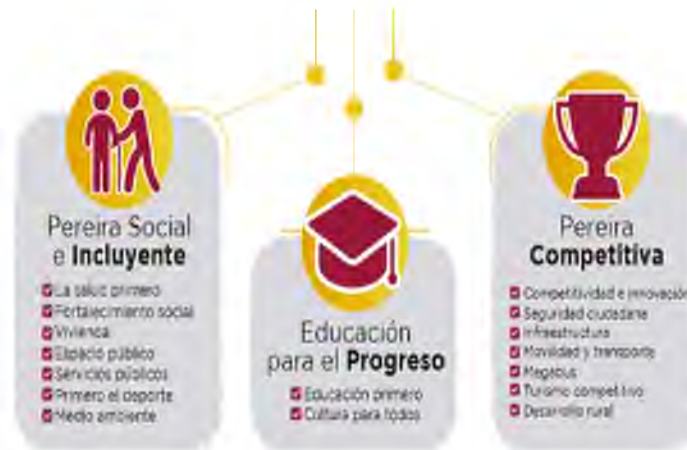 Pereira Social
e Incluyente
La salud primero
Fortalecimiento social
Vivienda
Espacio público
Servicios públicos
Primero el deporte
Medio ambiente
Educación
para el Progreso
Educación primero
Cultura para todos
Pereira
Competitiva
Competitividad e innovación
Seguridad ciudadana
Infraestructura
Movilidad y transporte
Megabús
Turismo competitivo
Desarrollo rural